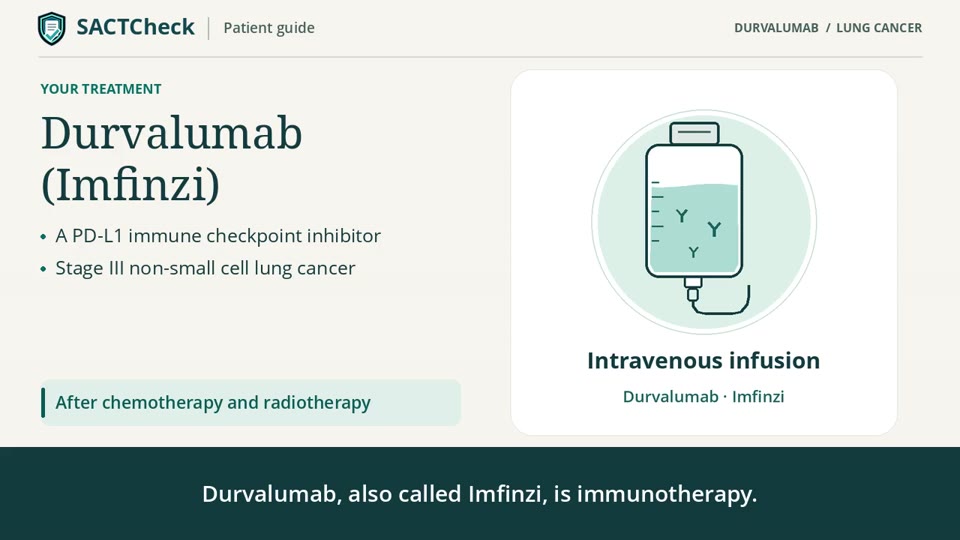 SACTCheck
Patient guide
DURVALUMAB / LUNG CANCER
YOUR TREATMENT
Durvalumab
(Imfinzi)
• A PD-L1 immune checkpoint inhibitor
• Stage III non-small cell lung cancer
After chemotherapy and radiotherapy
Intravenous infusion
Durvalumab · Imfinzi
Durvalumab, also called Imfinzi, is immunotherapy.